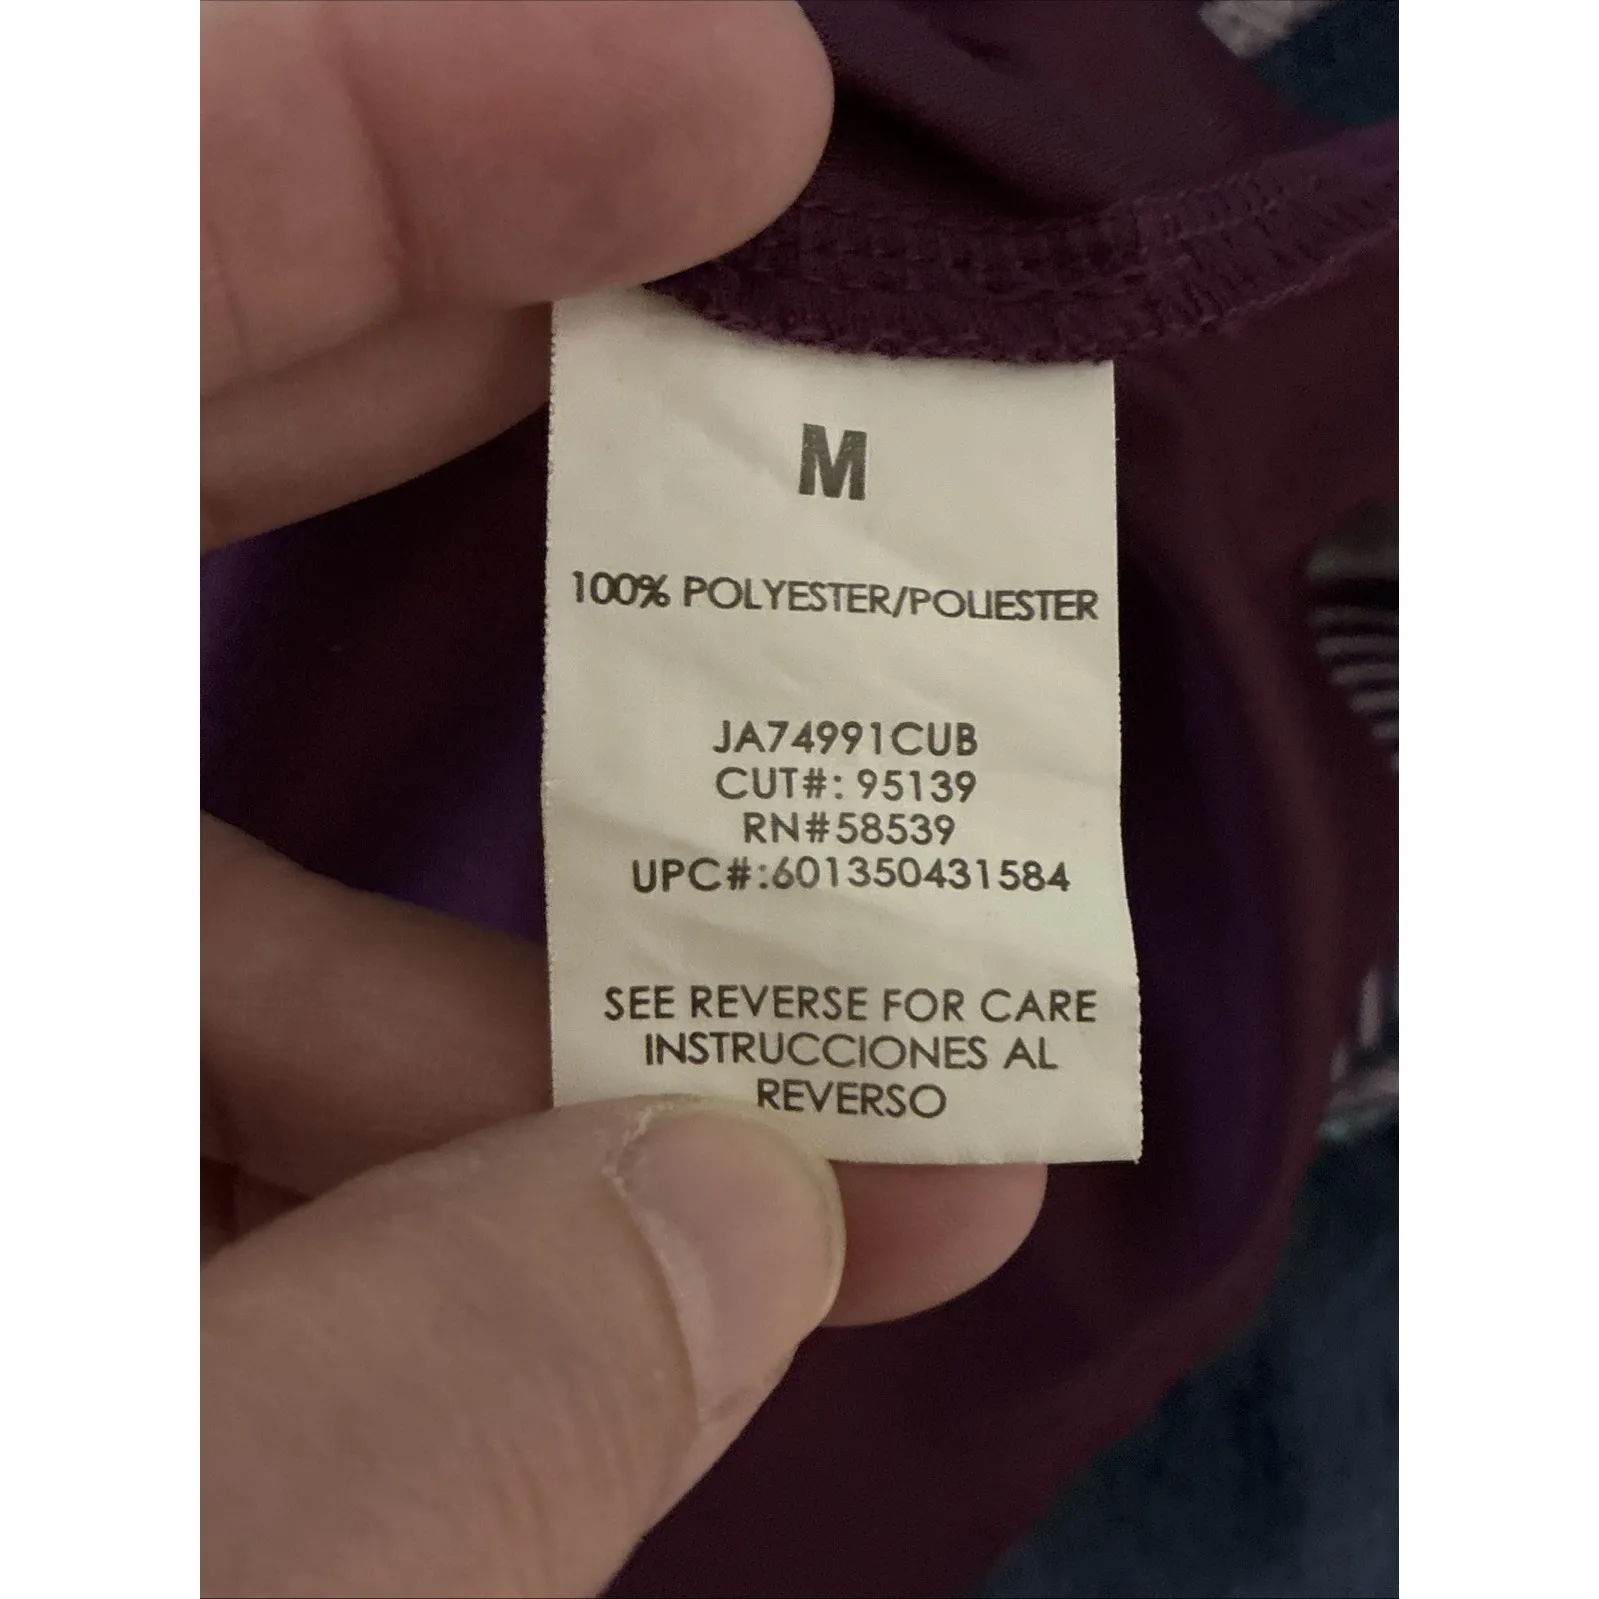 M
100% POLYESTER/POLIESTER
JA74991CUB
CUT#: 95139
RN#58539
UPC#:601350431584
SEE REVERSE FOR CARE
INSTRUCCIONES AL
REVERSO